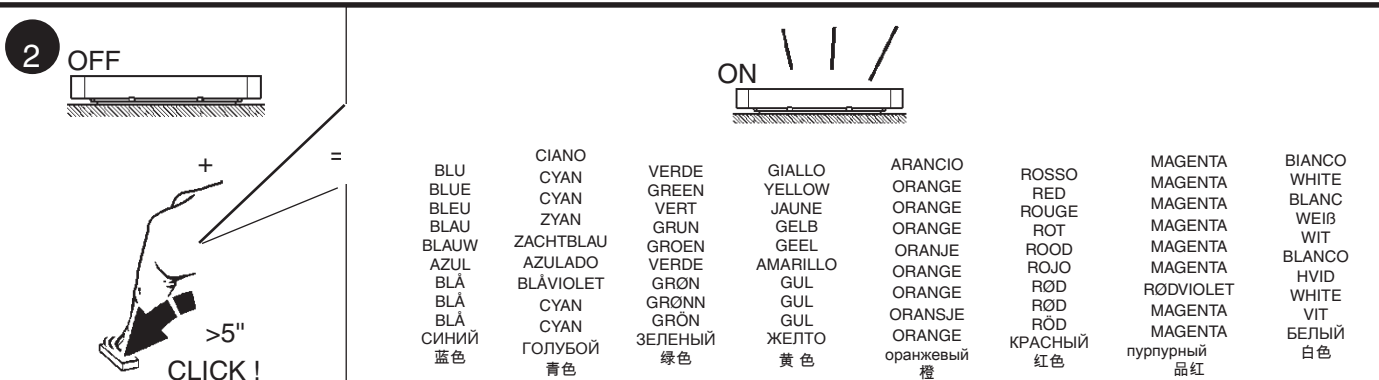 2
OFF
+
=
>5"
CLICK !
ON
BLU
BLUE
BLEU
BLAU
BLAUW
AZUL
BLÅ
BLÅ
BLÅ
СИНИЙ
蓝色
CIANO
CYAN
CYAN
ZYAN
ZACHTBLAU
AZULADO
BLÅVIOLET
CYAN
CYAN
ГОЛУБОЙ
青色
VERDE
GREEN
VERT
GRUN
GROEN
VERDE
GRØN
GRØNN
GRÖN
ЗЕЛЕНЫЙ
绿色
GIALLO
YELLOW
JAUNE
GELB
GEEL
AMARILLO
GUL
GUL
GUL
ЖЕЛТО
黄 色
ARANCIO
ORANGE
ORANGE
ORANGE
ORANJE
ORANGE
ORANGE
ORANSJE
ORANGE
оранжевый
橙
ROSSO
RED
ROUGE
ROT
ROOD
ROJO
RØD
RØD
RÖD
КРАСНЫЙ
红色
MAGENTA
MAGENTA
MAGENTA
MAGENTA
MAGENTA
MAGENTA
RØDVIOLET
MAGENTA
MAGENTA
пурпурный
品红
BIANCO
WHITE
BLANC
WEIß
WIT
BLANCO
HVID
WHITE
VIT
БЕЛЫЙ
白色